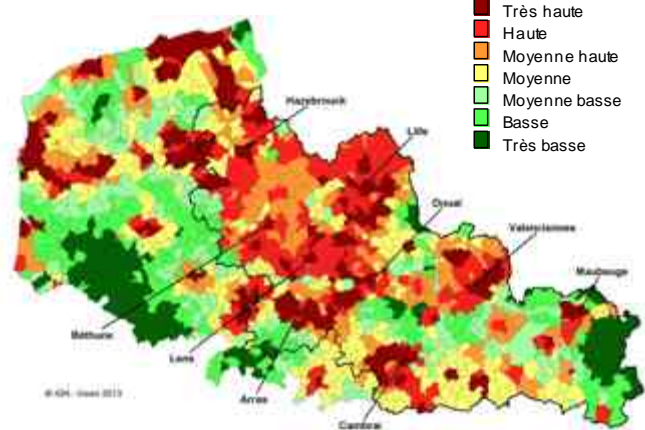 Très haute
Haute
Moyenne haute
Moyenne
Moyenne basse
Basse
Très basse
Hazebrouck
Lille
Douai
Valenciennes
Maubeuge
Béthune
Lens
Arras
Cambrai